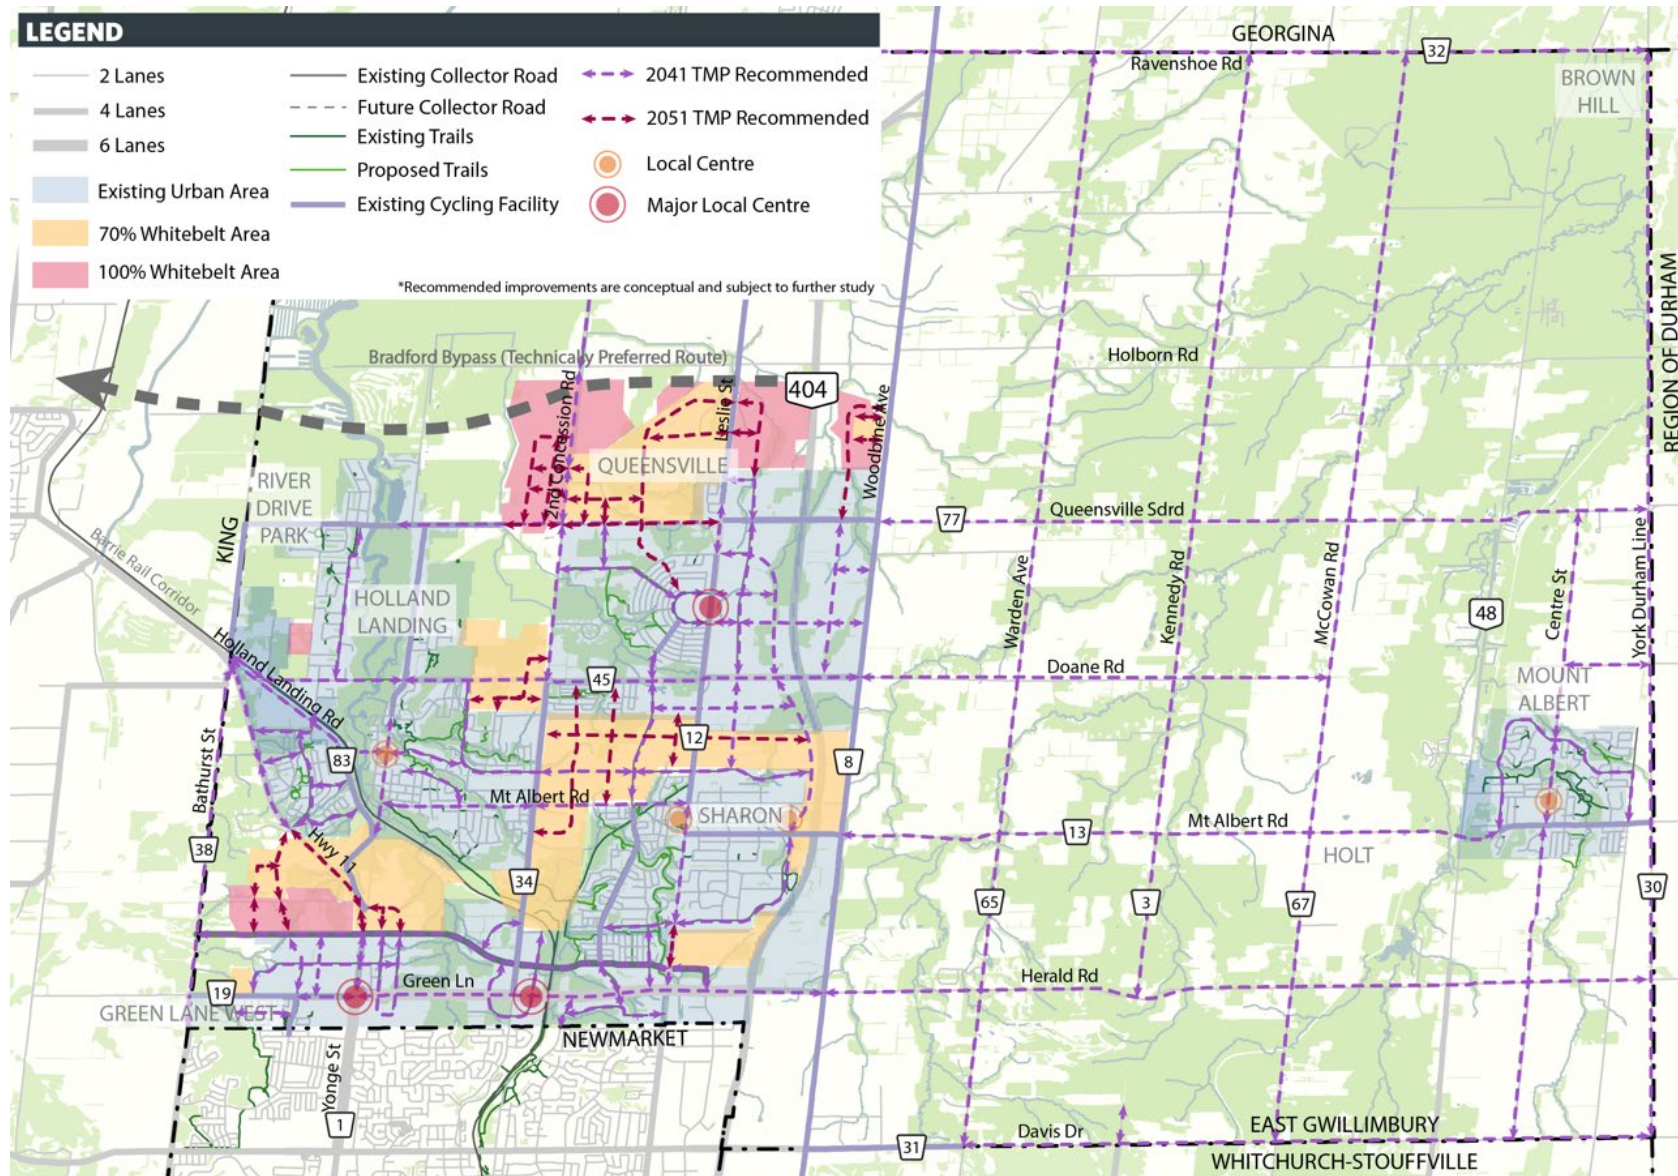 LEGEND
2 Lanes
4 Lanes
6 Lanes
Existing Urban Area
70% Whitebelt Area
100% Whitebelt Area
Existing Collector Road
Future Collector Road
Existing Trails
Proposed Trails
Existing Cycling Facility
2041 TMP Recommended
2051 TMP Recommended
Local Centre
Major Local Centre
*Recommended improvements are conceptual and subject to further study
GEORGINA
32
Ravenshoe Rd
BROWN
HILL
REGION OF DURHAM
Bradford Bypass (Technically Preferred Route)
Holborn Rd
404
2nd Concession Rd
Leslie St
Woodbine Ave
QUEENSVILLE
RIVER
DRIVE
PARK
KING
Barrie Rail Corridor
77
Queensville Sdrd
Warden Ave
Kennedy Rd
McCowan Rd
Centre St
York Durham Line
HOLLAND
LANDING
48
Holland Landing Rd
45
Doane Rd
MOUNT
ALBERT
Bathurst St
83
12
8
Mt Albert Rd
SHARON
13
Mt Albert Rd
HOLT
38
Hwy 11
34
65
3
67
30
Green Ln
Herald Rd
19
GREEN LANE WEST
NEWMARKET
Yonge St
1
31
Davis Dr
EAST GWILLIMBURY
WHITCHURCH-STOUFFVILLE